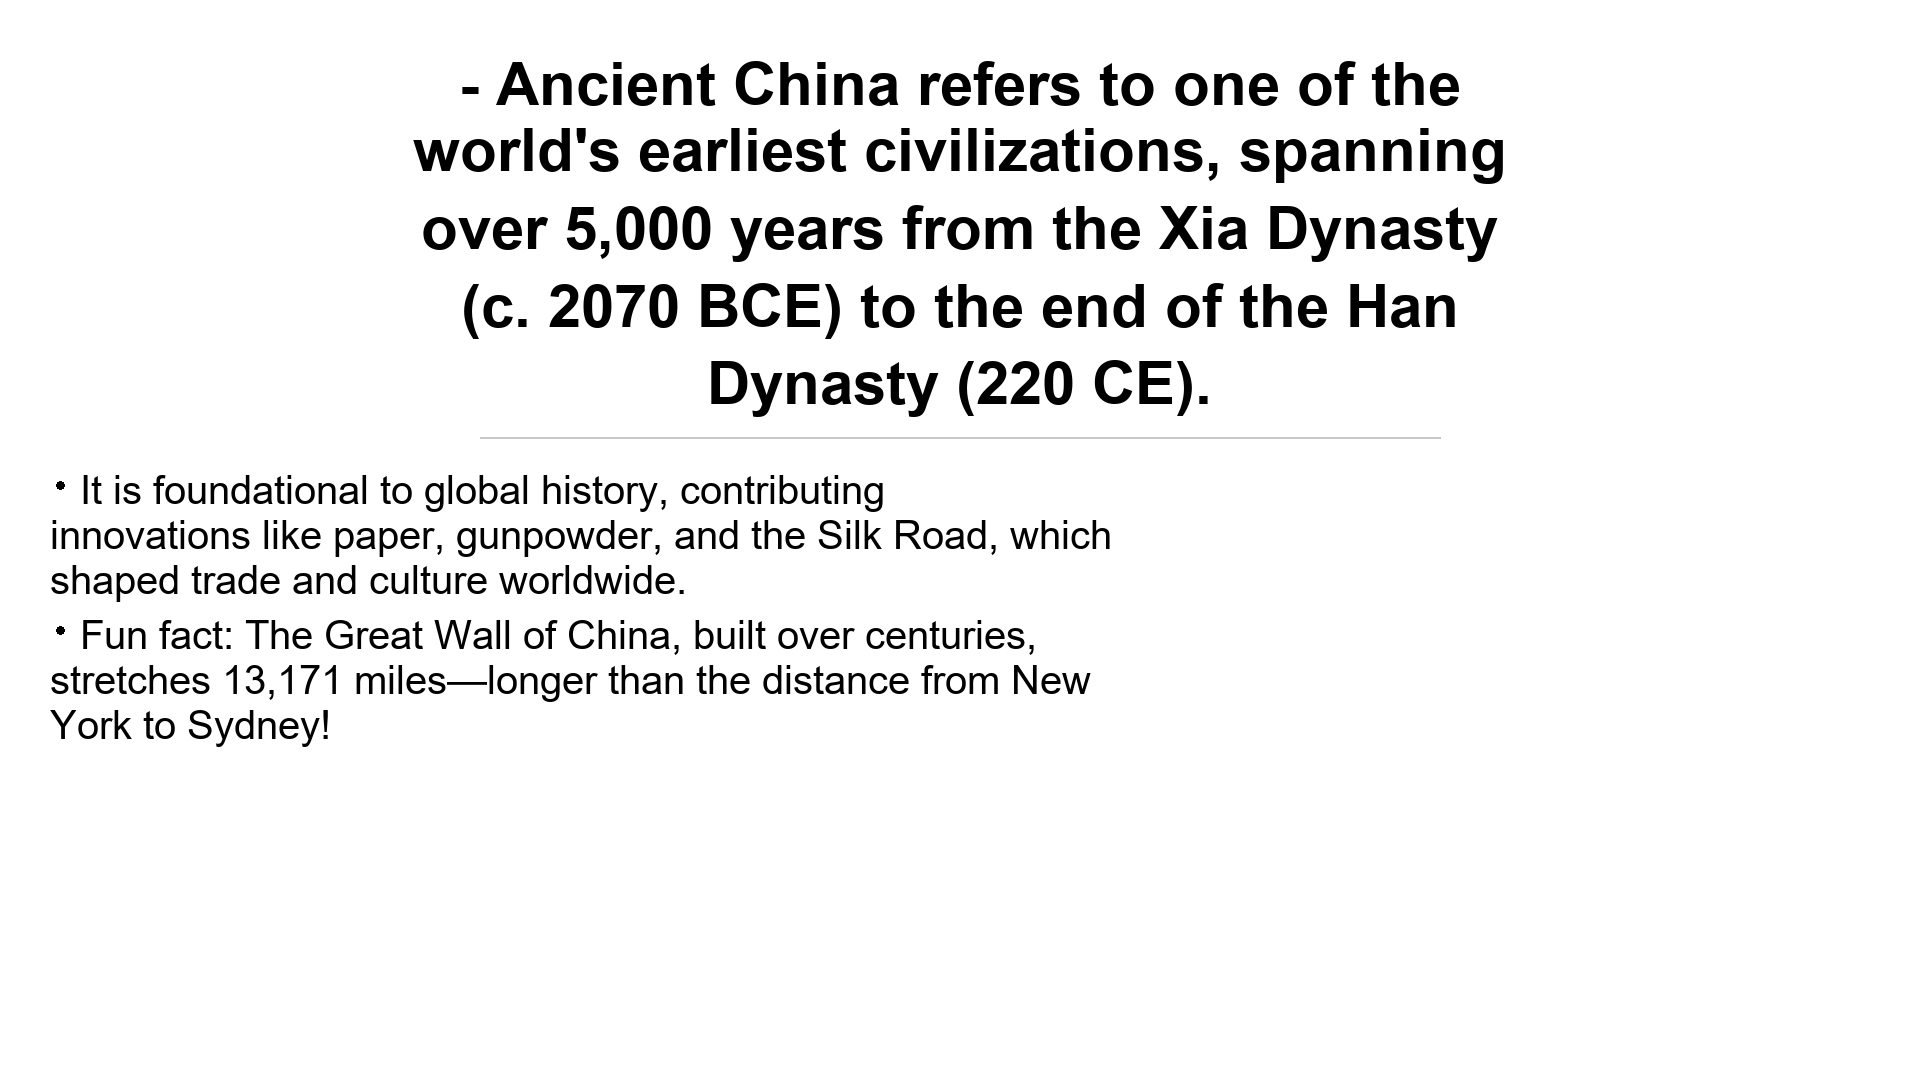 - Ancient China refers to one of the
world's earliest civilizations, spanning
over 5,000 years from the Xia Dynasty
(c. 2070 BCE) to the end of the Han
Dynasty (220 CE).
• It is foundational to global history, contributing
innovations like paper, gunpowder, and the Silk Road, which
shaped trade and culture worldwide.
• Fun fact: The Great Wall of China, built over centuries,
stretches 13,171 miles—longer than the distance from New
York to Sydney!